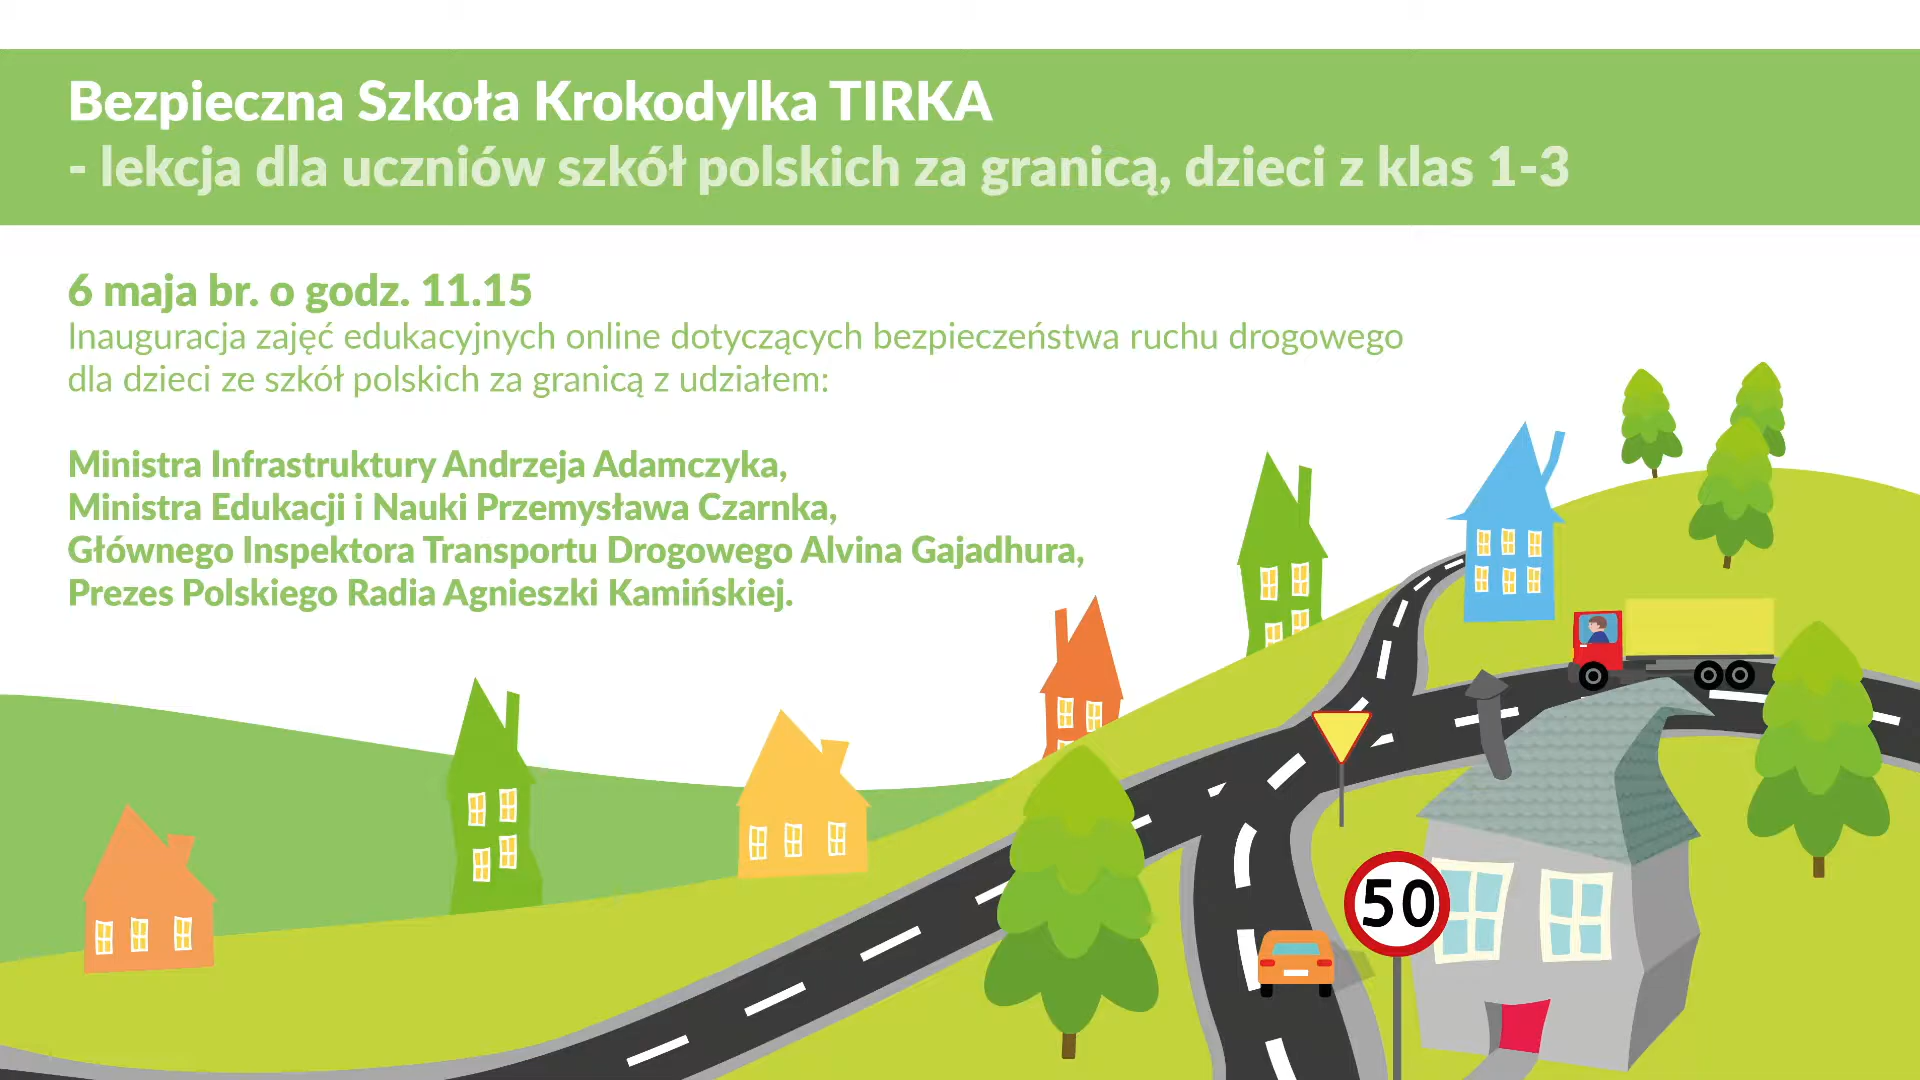 Bezpieczna Szkoła Krokodylka TIRKA
- lekcja dla uczniów szkół polskich za granicą, dzieci z klas 1-3
6 maja br. o godz. 11.15
Inauguracja zajęć edukacyjnych online dotyczących bezpieczeństwa ruchu drogowego
dla dzieci ze szkół polskich za granicą z udziałem:
Ministra Infrastruktury Andrzeja Adamczyka,
Ministra Edukacji i Nauki Przemysława Czarnka,
Głównego Inspektora Transportu Drogowego Alvina Gajadhura,
Prezes Polskiego Radia Agnieszki Kamińskiej.
50